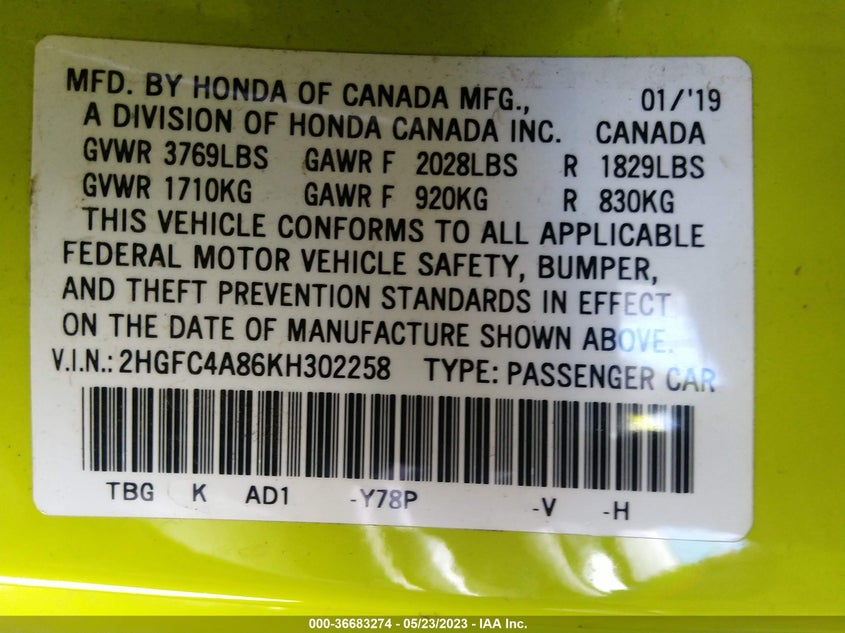 MFD. BY HONDA OF CANADA MFG., 01/'19
A DIVISION OF HONDA CANADA INC. CANADA
GVWR 3769LBS GAWR F 2028LBS R 1829LBS
GVWR 1710KG GAWR F 920KG R 830KG
THIS VEHICLE CONFORMS TO ALL APPLICABLE
FEDERAL MOTOR VEHICLE SAFETY, BUMPER,
AND THEFT PREVENTION STANDARDS IN EFFECT
ON THE DATE OF MANUFACTURE SHOWN ABOVE.
V.I.N.: 2HGFC4A86KH302258 TYPE: PASSENGER CAR
TBG K AD1 -Y78P -V -H
000-36683274 - 05/23/2023 - IAA Inc.